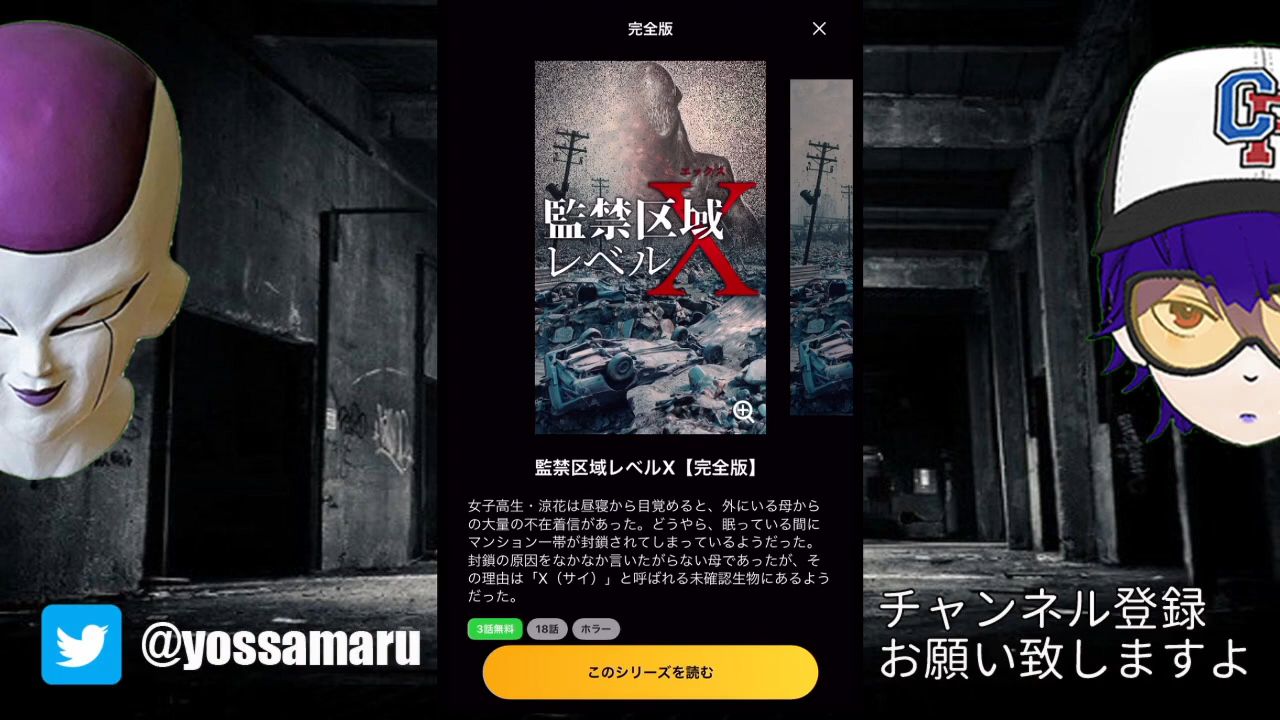 完全版
エックス
監禁区域
レベルX
監禁区域レベルX【完全版】
女子高生・涼花は昼寝から目覚めると、外にいる母から
の大量の不在着信があった。どうやら、眠っている間に
マンション一帯が封鎖されてしまっているようだった。
封鎖の原因をなかなか言いたがらない母であったが、そ
の理由は「X（サイ）」と呼ばれる未確認生物にあるよう
だった。
3話無料 18話 ホラー
このシリーズを読む
@yossamaru
チャンネル登録
お願い致しますよ